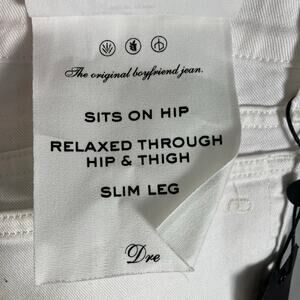 The original boyfriend jean.
SITS ON HIP
RELAXED THROUGH
HIP & THIGH
SLIM LEG
Dre